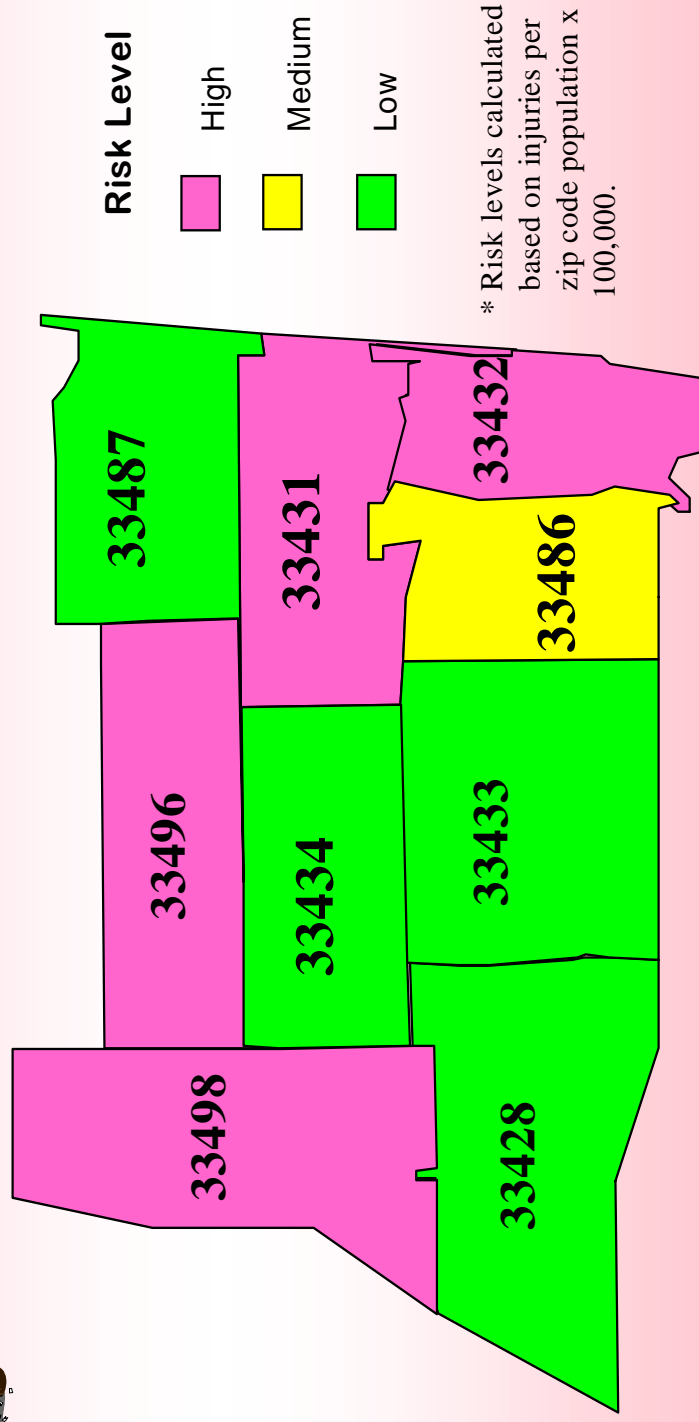 Risk Level
High
Medium
Low
* Risk levels calculated
based on injuries per
zip code population x
100,000.
33498
33496
33487
33434
33431
33428
33433
33486
33432